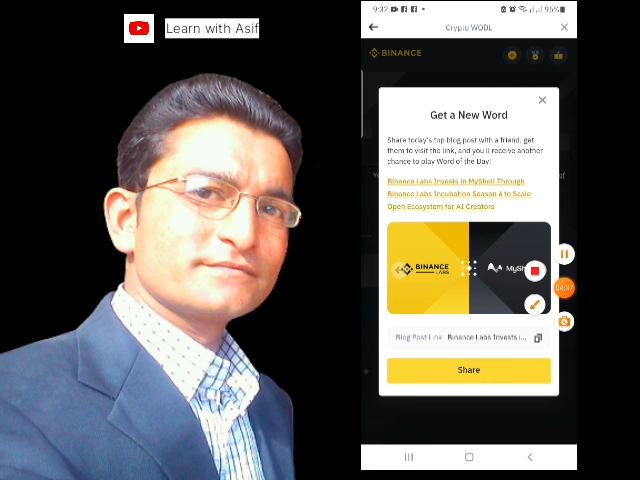 Learn with Asif
9:32
95%
Crypto WODL
BINANCE
Get a New Word
Share today's top blog post with a friend, get
them to visit the link, and you'll receive another
chance to play Word of the Day!
Binance Labs Invests in MyShell Through
Binance Labs Incubation Season 6 to Scale
Open Ecosystem for AI Creators
BINANCE
LABS
MySh
04:37
Blog Post Link Binance Labs Invests i...
Share